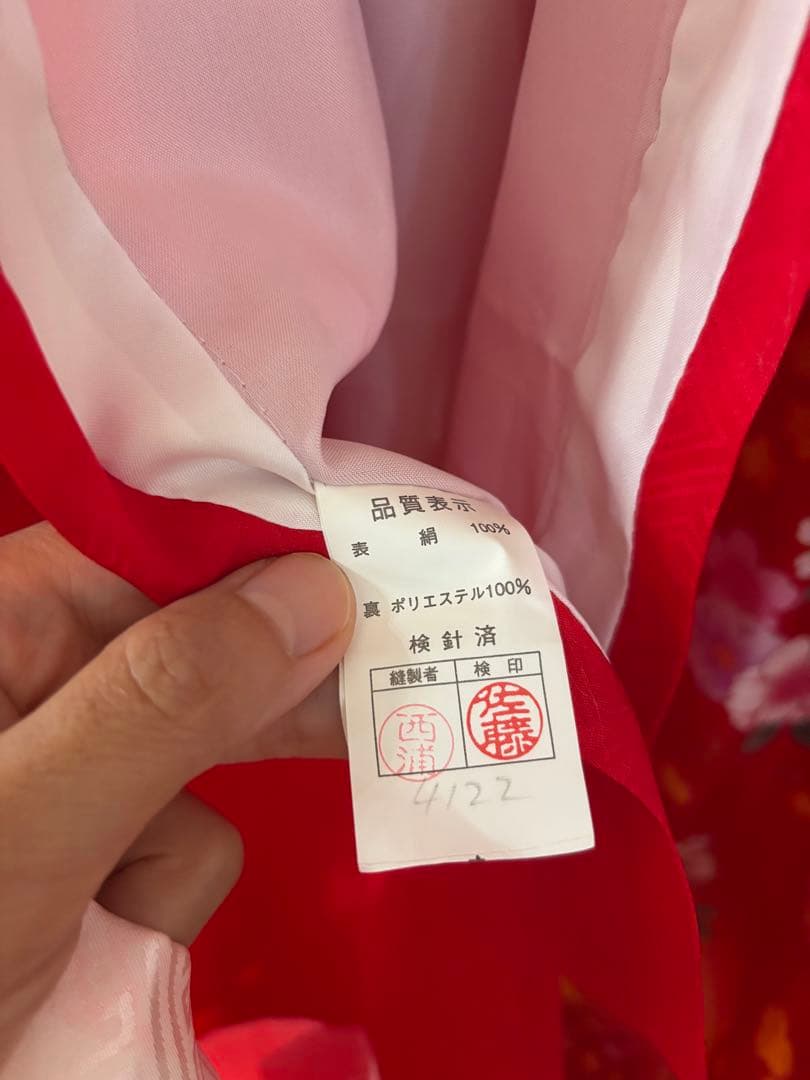 品質表示
表 絹 100%
裏 ポリエステル100%
検針済
縫製者 検印
西浦 佐藤
4122